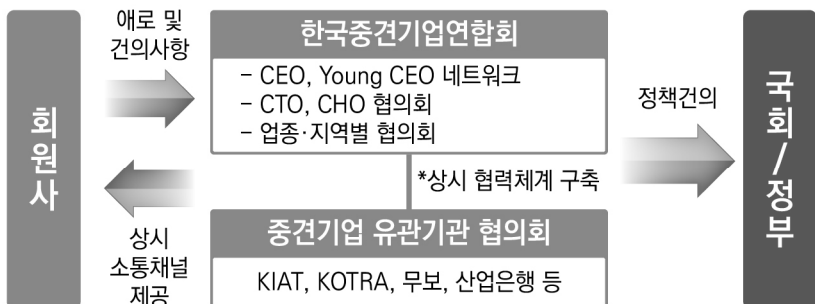 회원사
애로 및
건의사항
상시
소통채널
제공
한국중견기업연합회
– CEO, Young CEO 네트워크
– CTO, CHO 협의회
– 업종·지역별 협의회
*상시 협력체계 구축
중견기업 유관기관 협의회
KIAT, KOTRA, 무보, 산업은행 등
정책건의
국회/정부